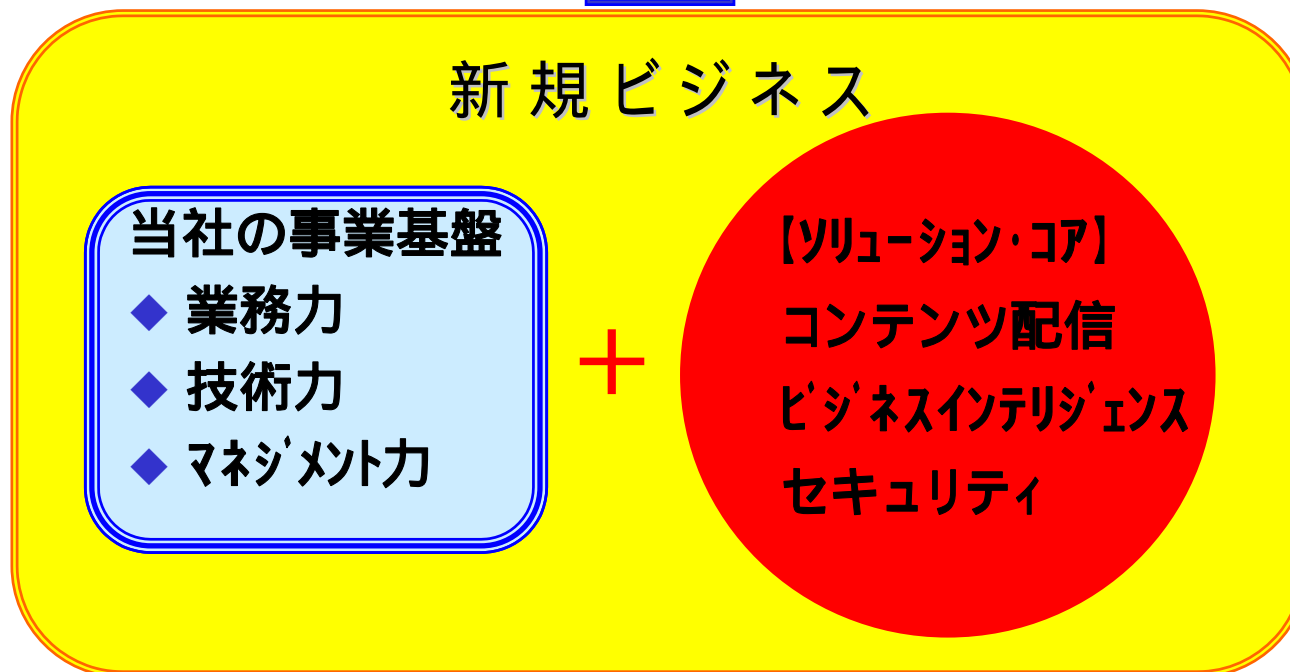 新規ビジネス
当社の事業基盤
◆ 業務力
◆ 技術力
◆ ﾏﾈｼﾞﾒﾝﾄ力
＋
【ｿﾘｭｰｼｮﾝ・ｺｱ】
コンテンツ配信
ﾋﾞｼﾞﾈｽｲﾝﾃﾘｼﾞｪﾝｽ
セキュリティ